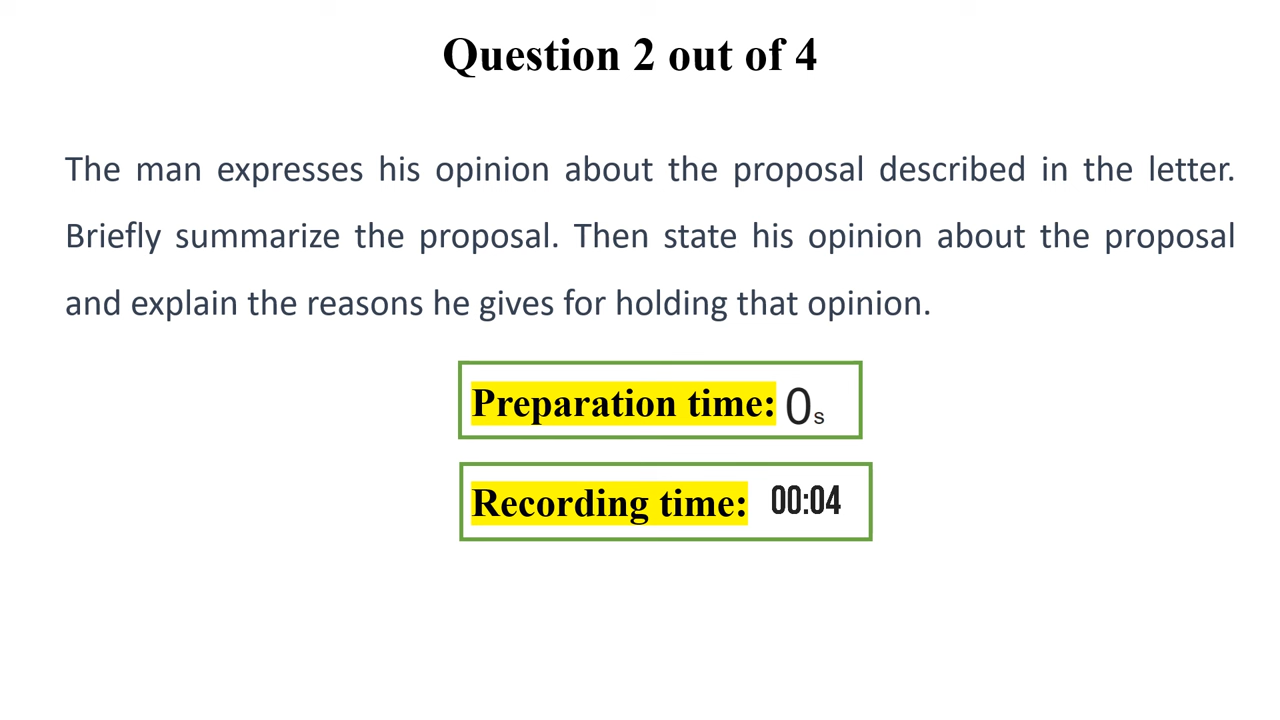 Question 2 out of 4
The man expresses his opinion about the proposal described in the letter.
Briefly summarize the proposal. Then state his opinion about the proposal
and explain the reasons he gives for holding that opinion.
Preparation time: 0s
Recording time: 00:04